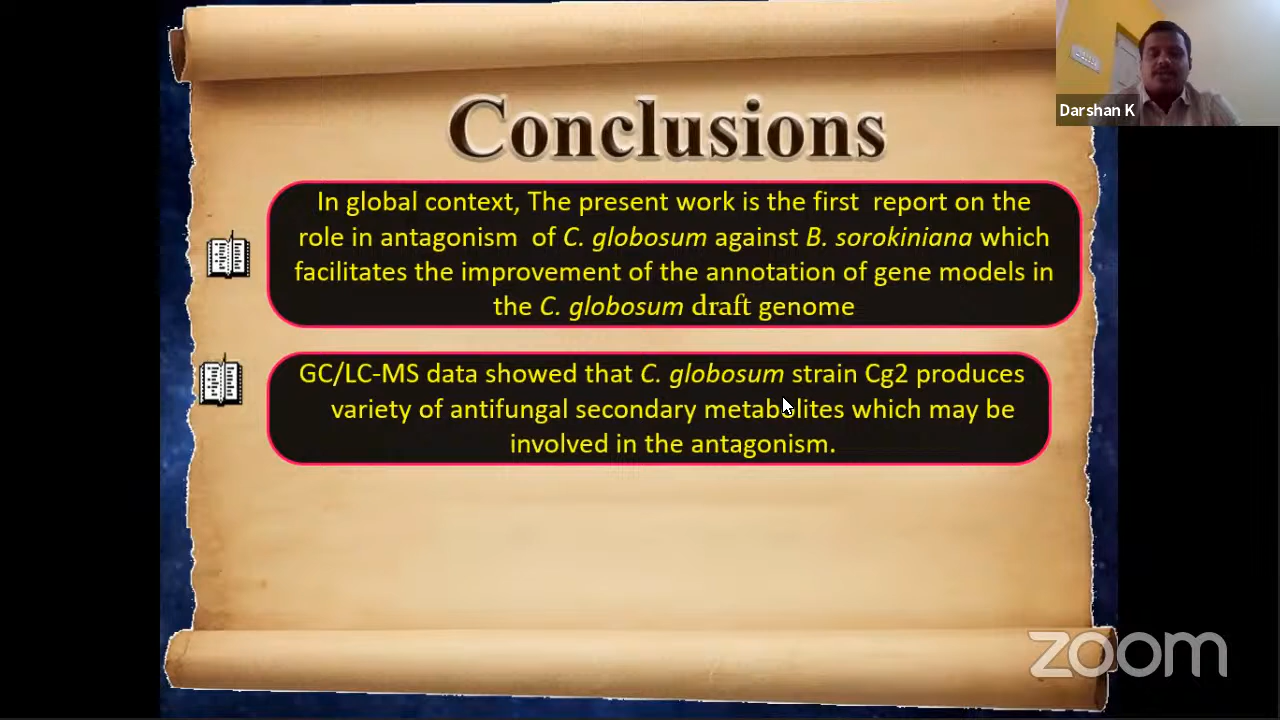 Darshan K
Conclusions
In global context, The present work is the first report on the
role in antagonism of C. globosum against B. sorokiniana which
facilitates the improvement of the annotation of gene models in
the C. globosum draft genome
GC/LC-MS data showed that C. globosum strain Cg2 produces
variety of antifungal secondary metabolites which may be
involved in the antagonism.
zoom